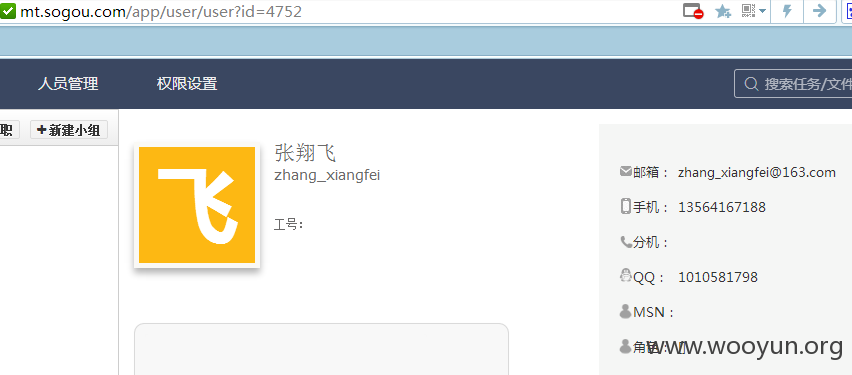 mt.sogou.com/app/user/user?id=4752
人员管理 权限设置 搜索任务/文件
职 新建小组
飞
张翔飞
zhang_xiangfei
工号：
邮箱： zhang_xiangfei@163.com
手机： 13564167188
分机：
QQ： 1010581798
MSN：
角色：
www.wooyun.org